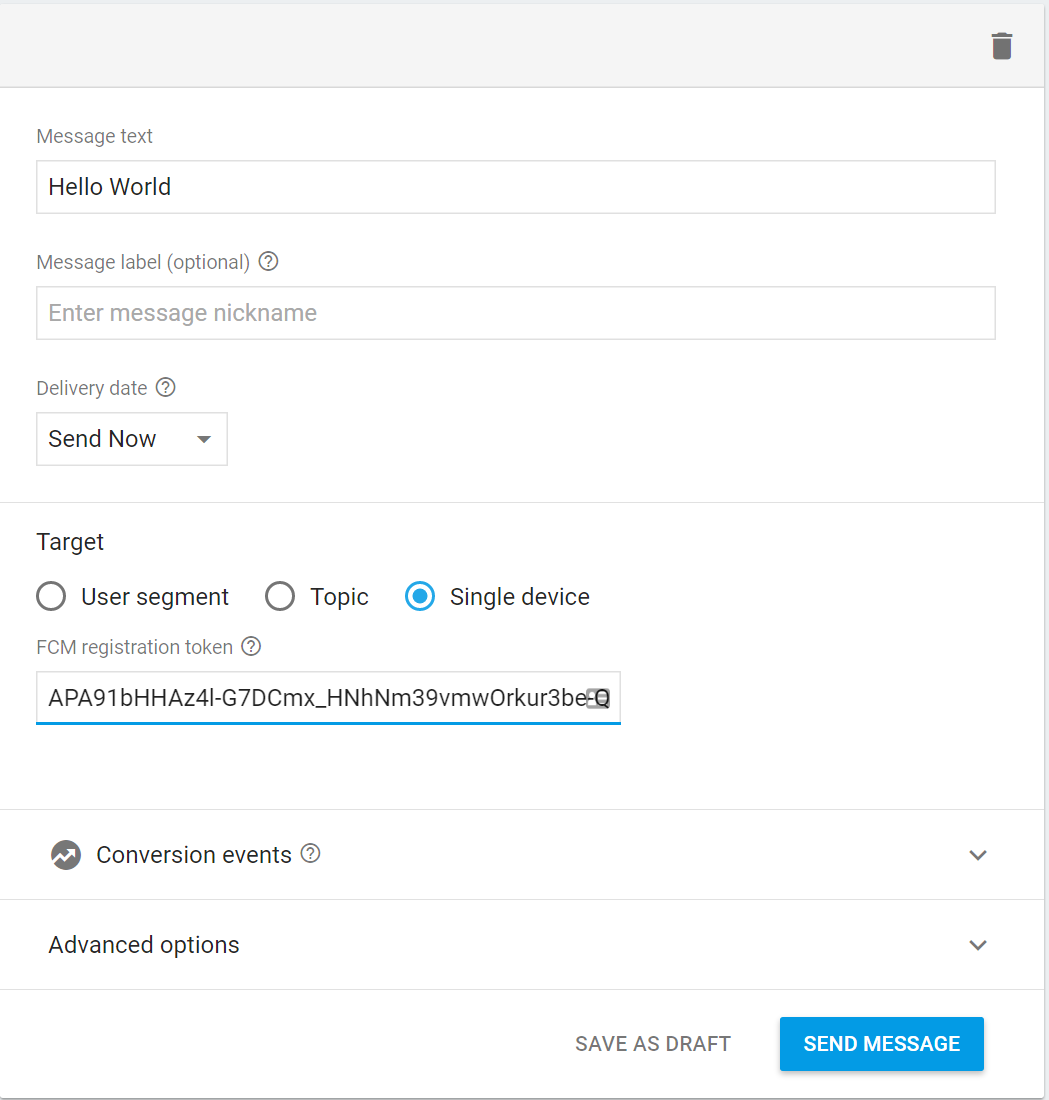 Message text
Hello World
Message label (optional)
Enter message nickname
Delivery date
Send Now
Target
User segment Topic Single device
FCM registration token
APA91bHHAz4l-G7DCmx_HNhNm39vmwOrkur3be-Q
Conversion events
Advanced options
SAVE AS DRAFT SEND MESSAGE